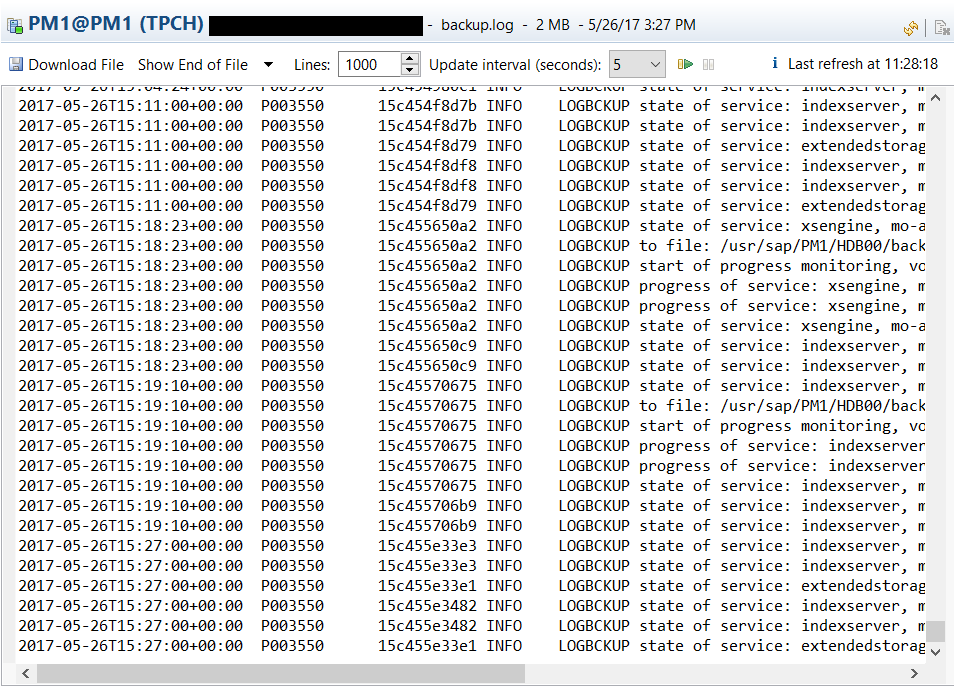 PM1@PM1 (TPCH) - backup.log - 2 MB - 5/26/17 3:27 PM
Download File Show End of File Lines: 1000 Update interval (seconds): 5 i Last refresh at 11:28:18
2017-05-26T15:04:24+00:00 P003550 15c454980e1 INFO LOGBCKUP state of service: indexserver, m
2017-05-26T15:11:00+00:00 P003550 15c454f8d7b INFO LOGBCKUP state of service: indexserver, m
2017-05-26T15:11:00+00:00 P003550 15c454f8d7b INFO LOGBCKUP state of service: indexserver, m
2017-05-26T15:11:00+00:00 P003550 15c454f8d79 INFO LOGBCKUP state of service: extendedstorag
2017-05-26T15:11:00+00:00 P003550 15c454f8df8 INFO LOGBCKUP state of service: indexserver, m
2017-05-26T15:11:00+00:00 P003550 15c454f8df8 INFO LOGBCKUP state of service: indexserver, m
2017-05-26T15:11:00+00:00 P003550 15c454f8d79 INFO LOGBCKUP state of service: extendedstorag
2017-05-26T15:18:23+00:00 P003550 15c455650a2 INFO LOGBCKUP state of service: xsengine, mo-a
2017-05-26T15:18:23+00:00 P003550 15c455650a2 INFO LOGBCKUP to file: /usr/sap/PM1/HDB00/back
2017-05-26T15:18:23+00:00 P003550 15c455650a2 INFO LOGBCKUP start of progress monitoring, vo
2017-05-26T15:18:23+00:00 P003550 15c455650a2 INFO LOGBCKUP progress of service: xsengine, m
2017-05-26T15:18:23+00:00 P003550 15c455650a2 INFO LOGBCKUP progress of service: xsengine, m
2017-05-26T15:18:23+00:00 P003550 15c455650a2 INFO LOGBCKUP state of service: xsengine, mo-a
2017-05-26T15:18:23+00:00 P003550 15c455650c9 INFO LOGBCKUP state of service: indexserver, m
2017-05-26T15:18:23+00:00 P003550 15c455650c9 INFO LOGBCKUP state of service: indexserver, m
2017-05-26T15:19:10+00:00 P003550 15c45570675 INFO LOGBCKUP state of service: indexserver, m
2017-05-26T15:19:10+00:00 P003550 15c45570675 INFO LOGBCKUP to file: /usr/sap/PM1/HDB00/back
2017-05-26T15:19:10+00:00 P003550 15c45570675 INFO LOGBCKUP start of progress monitoring, vo
2017-05-26T15:19:10+00:00 P003550 15c45570675 INFO LOGBCKUP progress of service: indexserver
2017-05-26T15:19:10+00:00 P003550 15c45570675 INFO LOGBCKUP progress of service: indexserver
2017-05-26T15:19:10+00:00 P003550 15c45570675 INFO LOGBCKUP state of service: indexserver, m
2017-05-26T15:19:10+00:00 P003550 15c455706b9 INFO LOGBCKUP state of service: indexserver, m
2017-05-26T15:19:10+00:00 P003550 15c455706b9 INFO LOGBCKUP state of service: indexserver, m
2017-05-26T15:27:00+00:00 P003550 15c455e33e3 INFO LOGBCKUP state of service: indexserver, m
2017-05-26T15:27:00+00:00 P003550 15c455e33e3 INFO LOGBCKUP state of service: indexserver, m
2017-05-26T15:27:00+00:00 P003550 15c455e33e1 INFO LOGBCKUP state of service: extendedstorag
2017-05-26T15:27:00+00:00 P003550 15c455e3482 INFO LOGBCKUP state of service: indexserver, m
2017-05-26T15:27:00+00:00 P003550 15c455e3482 INFO LOGBCKUP state of service: indexserver, m
2017-05-26T15:27:00+00:00 P003550 15c455e33e1 INFO LOGBCKUP state of service: extendedstorag